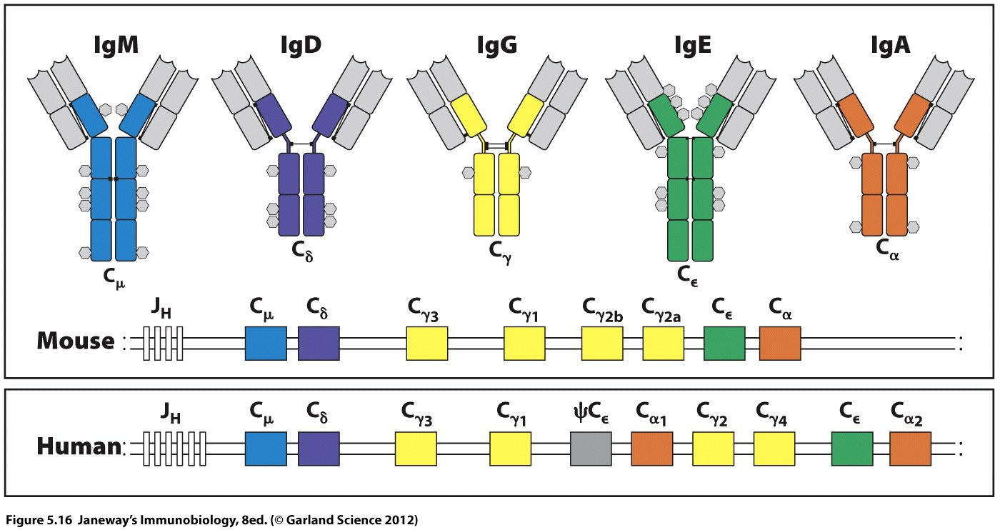 IgM IgD IgG IgE IgA
Cμ Cδ Cγ Cϵ Cα
JH Cμ Cδ Cγ3 Cγ1 Cγ2b Cγ2a Cϵ Cα
Mouse
JH Cμ Cδ Cγ3 Cγ1 ψCϵ Cα1 Cγ2 Cγ4 Cϵ Cα2
Human
Figure 5.16 Janeway’s Immunobiology, 8ed. (© Garland Science 2012)